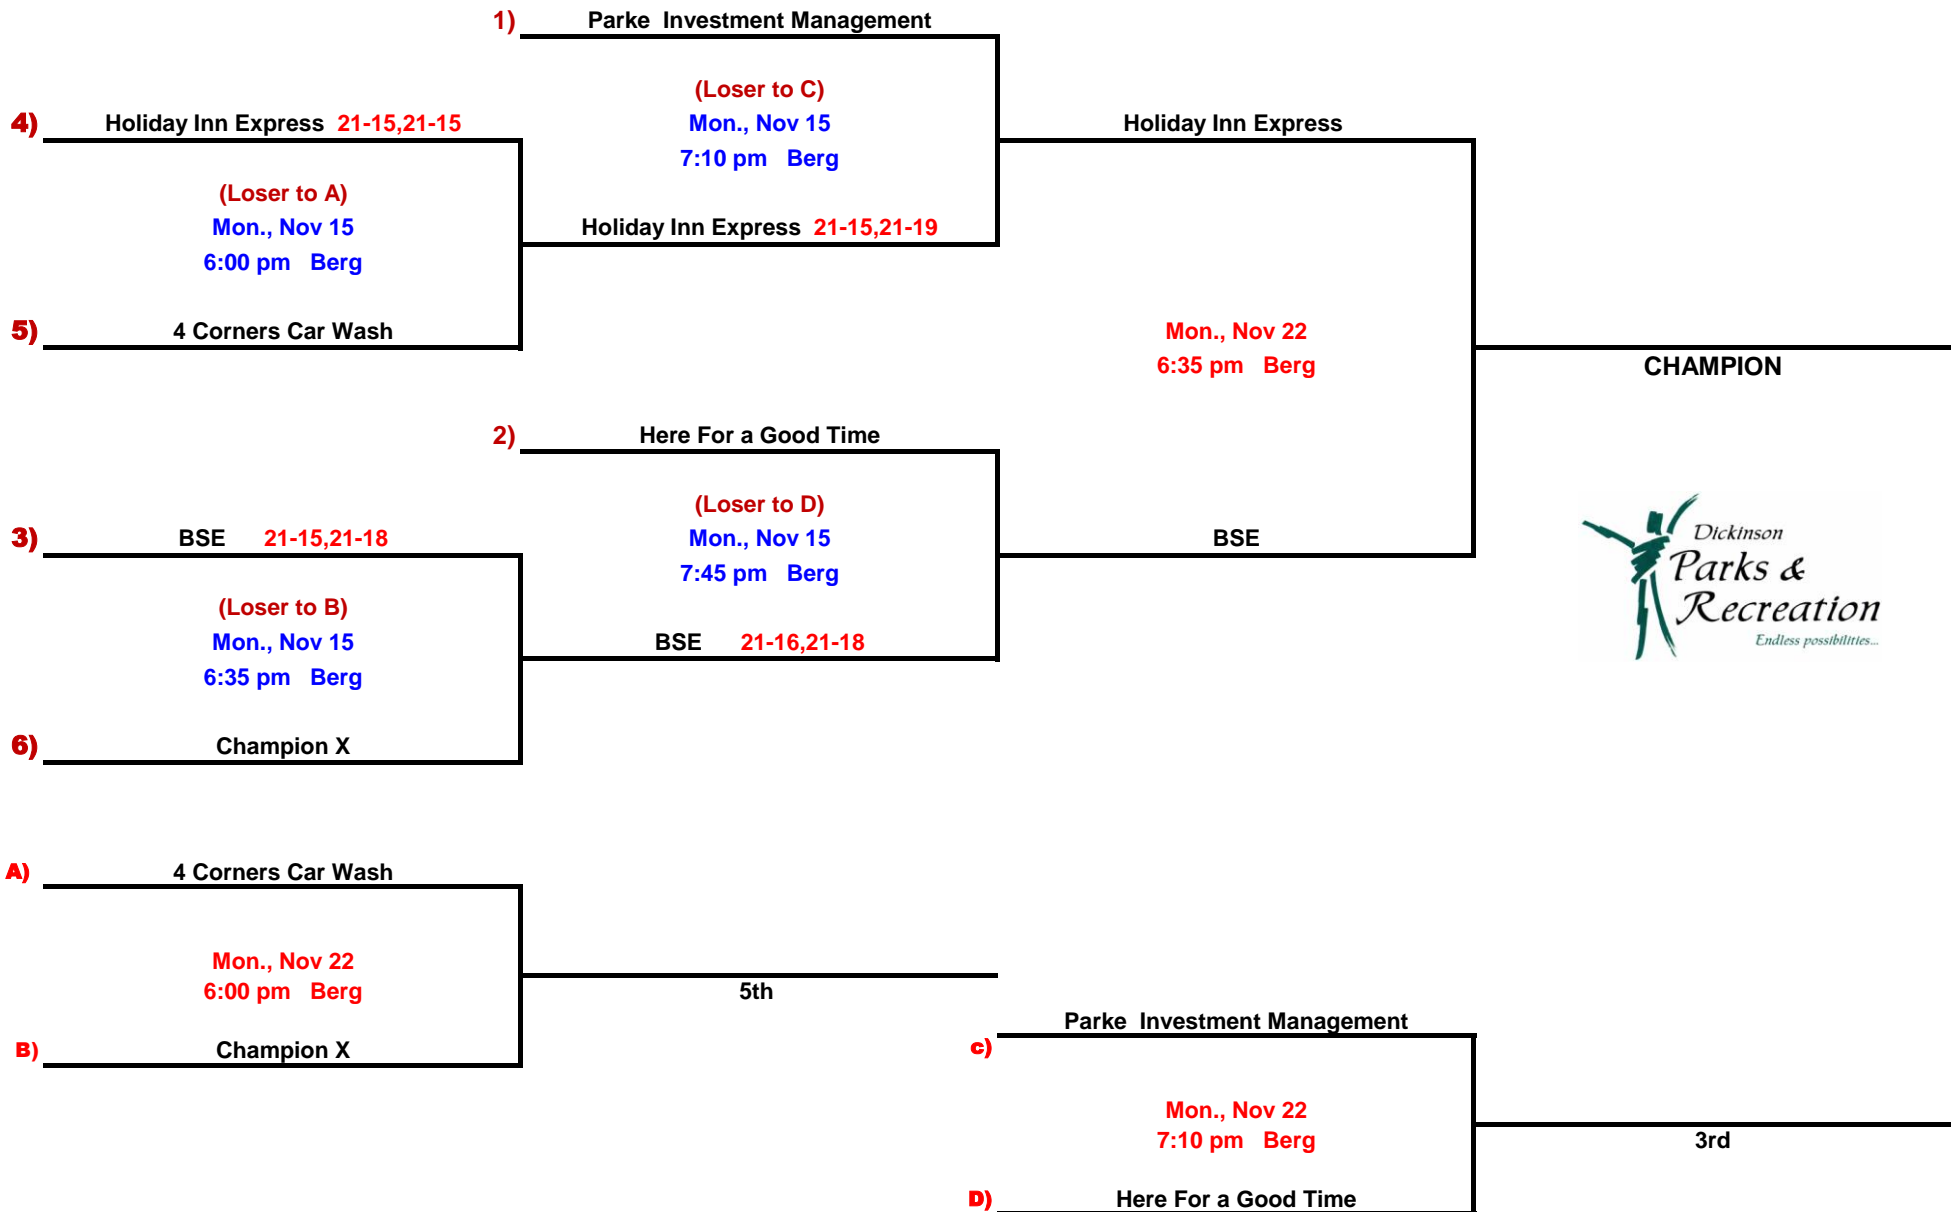 1) Parke  Investment Management
(Loser to C)
4) Holiday Inn Express 21-15,21-15
Mon., Nov 15
Holiday Inn Express
7:10 pm Berg
(Loser to A)
Mon., Nov 15
Holiday Inn Express 21-15,21-19
6:00 pm Berg
5) 4 Corners Car Wash
Mon., Nov 22
6:35 pm Berg
CHAMPION
2) Here For a Good Time
(Loser to D)
3) BSE 21-15,21-18
Mon., Nov 15
BSE
7:45 pm Berg
Dickinson
Parks &
Recreation
Endless possibilities...
(Loser to B)
Mon., Nov 15
BSE 21-16,21-18
6:35 pm Berg
6) Champion X
A) 4 Corners Car Wash
Mon., Nov 22
6:00 pm Berg
5th
B) Champion X
c) Parke  Investment Management
Mon., Nov 22
7:10 pm Berg
3rd
D) Here For a Good Time